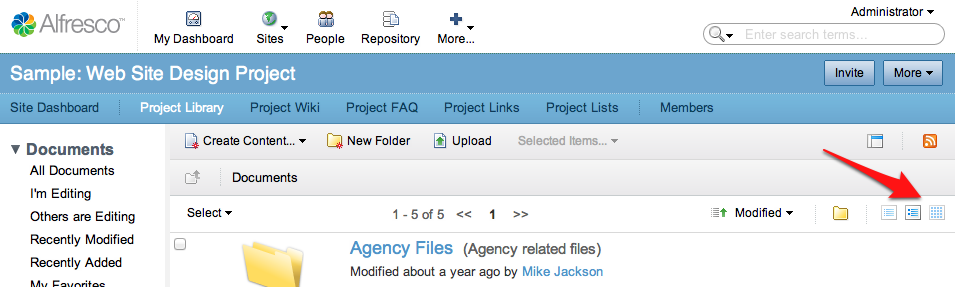 Alfresco™
My Dashboard Sites People Repository More...
Administrator
Enter search terms...
Sample: Web Site Design Project
Invite More
Site Dashboard Project Library Project Wiki Project FAQ Project Links Project Lists Members
Documents
All Documents
I'm Editing
Others are Editing
Recently Modified
Recently Added
My Favorites
Create Content... New Folder Upload Selected Items...
Documents
Select 1 - 5 of 5 << 1 >> Modified
Agency Files (Agency related files)
Modified about a year ago by Mike Jackson